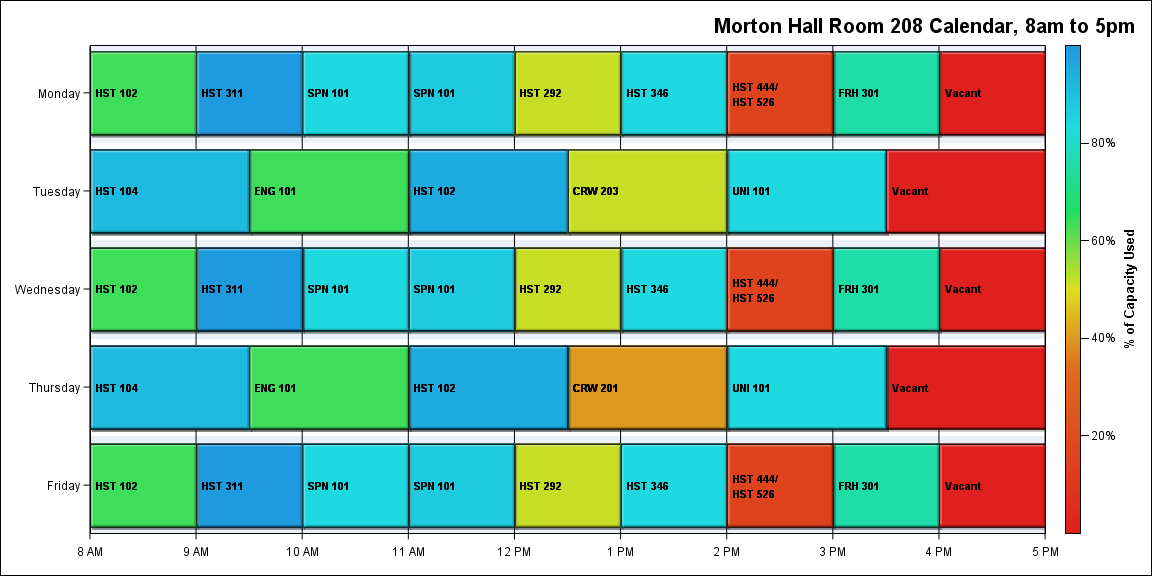 Morton Hall Room 208 Calendar, 8am to 5pm
Monday
HST 102
HST 311
SPN 101
SPN 101
HST 292
HST 346
HST 444/
HST 526
FRH 301
Vacant
Tuesday
HST 104
ENG 101
HST 102
CRW 203
UNI 101
Vacant
Wednesday
HST 102
HST 311
SPN 101
SPN 101
HST 292
HST 346
HST 444/
HST 526
FRH 301
Vacant
Thursday
HST 104
ENG 101
HST 102
CRW 201
UNI 101
Vacant
Friday
HST 102
HST 311
SPN 101
SPN 101
HST 292
HST 346
HST 444/
HST 526
FRH 301
Vacant
8 AM
9 AM
10 AM
11 AM
12 PM
1 PM
2 PM
3 PM
4 PM
5 PM
80%
60%
40%
20%
% of Capacity Used